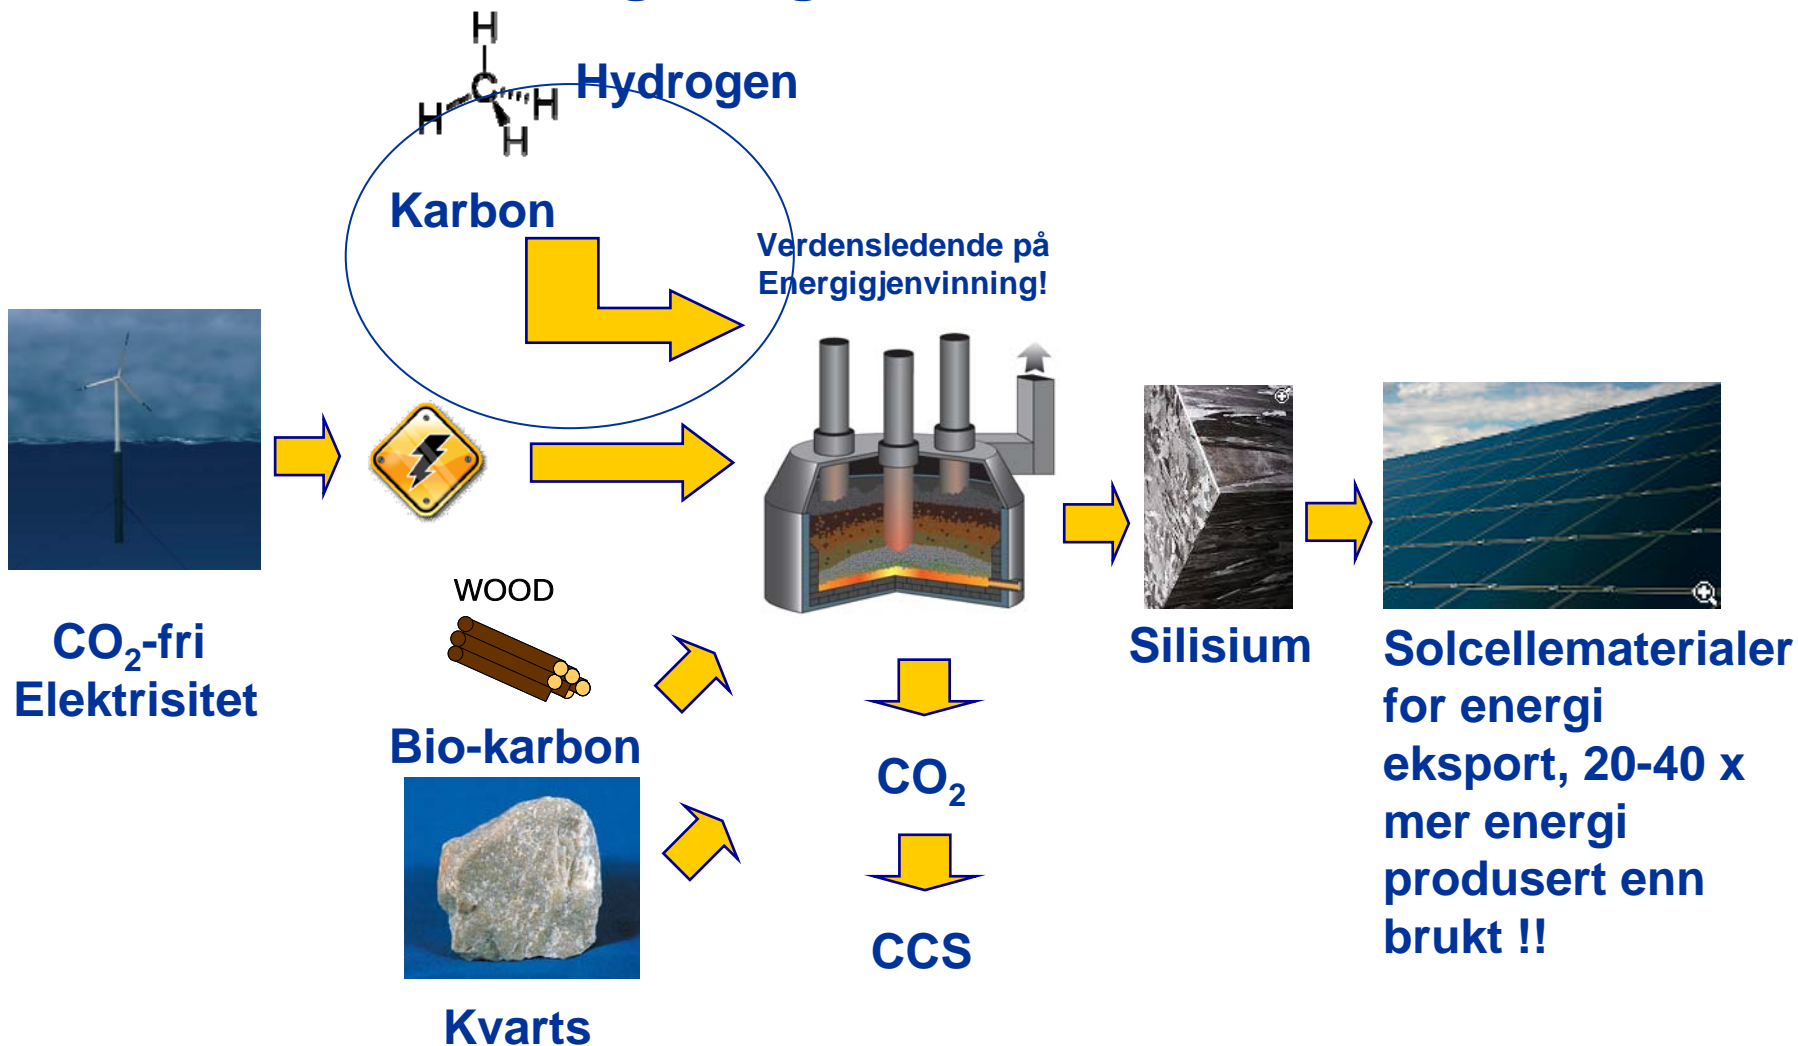 H
C
H
H
H
Hydrogen
Karbon
Verdensledende på
Energigjenvinning!
WOOD
CO₂-fri
Elektrisitet
Bio-karbon
Kvarts
CO₂
CCS
Silisium
Solcellematerialer
for energi
eksport, 20-40 x
mer energi
produsert enn
brukt !!